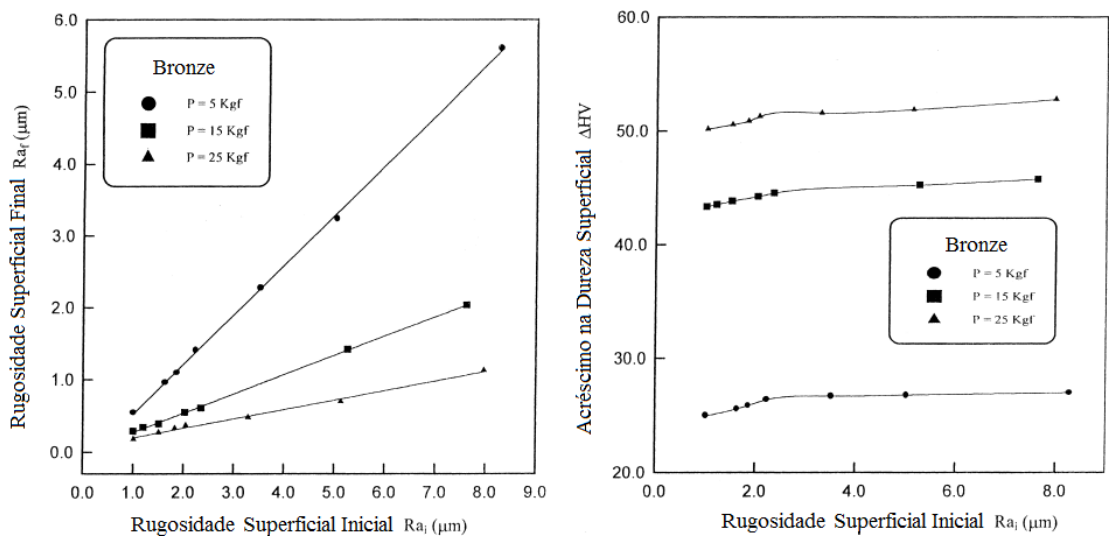 Rugosidade Superficial Final Ra_f (μm)
6.0
5.0
4.0
3.0
2.0
1.0
0.0
Bronze
P = 5 Kgf
P = 15 Kgf
P = 25 Kgf
0.0 1.0 2.0 3.0 4.0 5.0 6.0 7.0 8.0 9.0
Rugosidade Superficial Inicial Ra_i (μm)
Acréscimo na Dureza Superficial ΔHV
60.0
50.0
40.0
30.0
20.0
Bronze
P = 5 Kgf
P = 15 Kgf
P = 25 Kgf
0.0 2.0 4.0 6.0 8.0
Rugosidade Superficial Inicial Ra_i (μm)